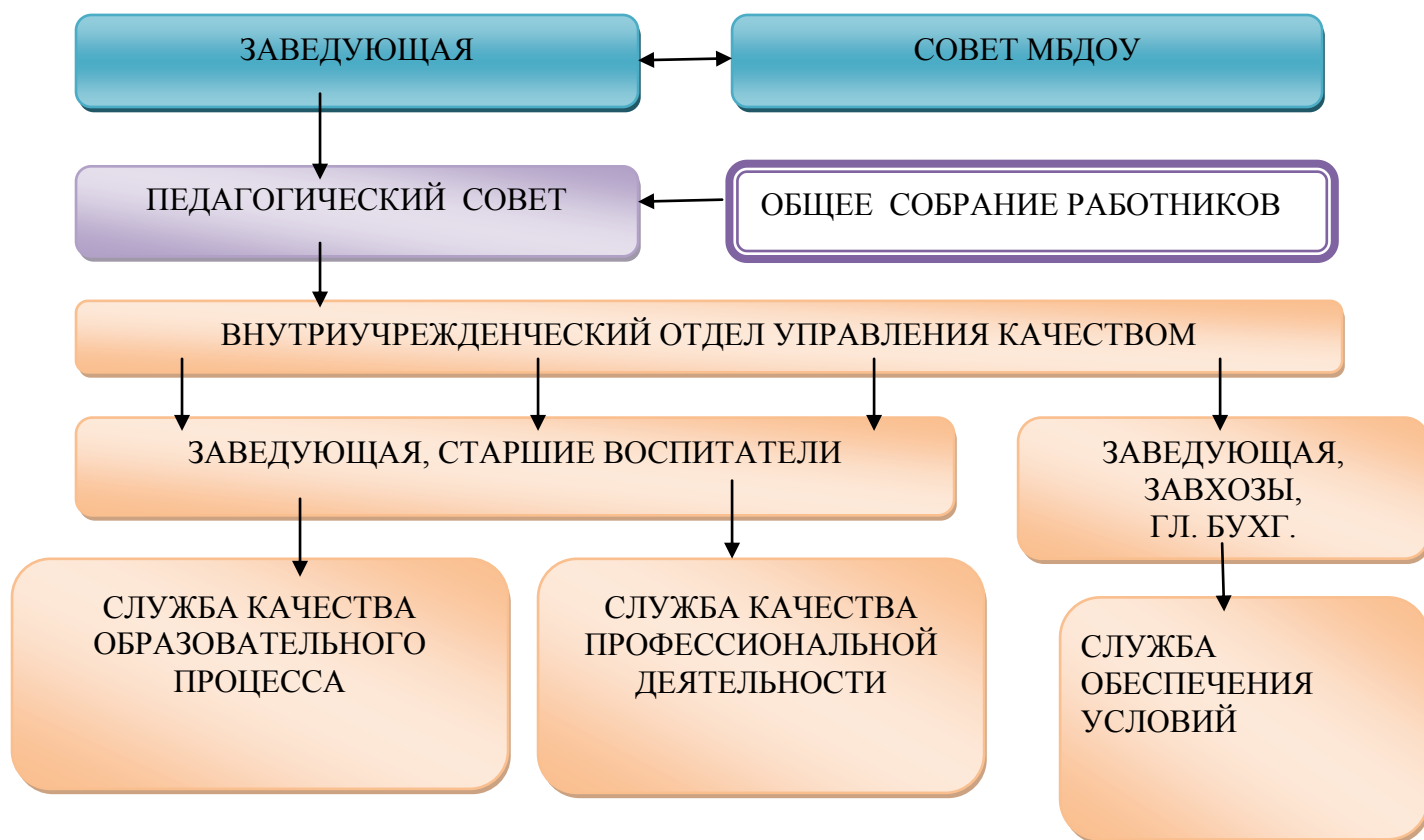 ЗАВЕДУЮЩАЯ
СОВЕТ МБДОУ
ПЕДАГОГИЧЕСКИЙ СОВЕТ
ОБЩЕЕ СОБРАНИЕ РАБОТНИКОВ
ВНУТРИУЧРЕЖДЕНЧЕСКИЙ ОТДЕЛ УПРАВЛЕНИЯ КАЧЕСТВОМ
ЗАВЕДУЮЩАЯ, СТАРШИЕ ВОСПИТАТЕЛИ
ЗАВЕДУЮЩАЯ,
ЗАВХОЗЫ,
ГЛ. БУХГ.
СЛУЖБА КАЧЕСТВА
ОБРАЗОВАТЕЛЬНОГО
ПРОЦЕССА
СЛУЖБА КАЧЕСТВА
ПРОФЕССИОНАЛЬНОЙ
ДЕЯТЕЛЬНОСТИ
СЛУЖБА
ОБЕСПЕЧЕНИЯ
УСЛОВИЙ